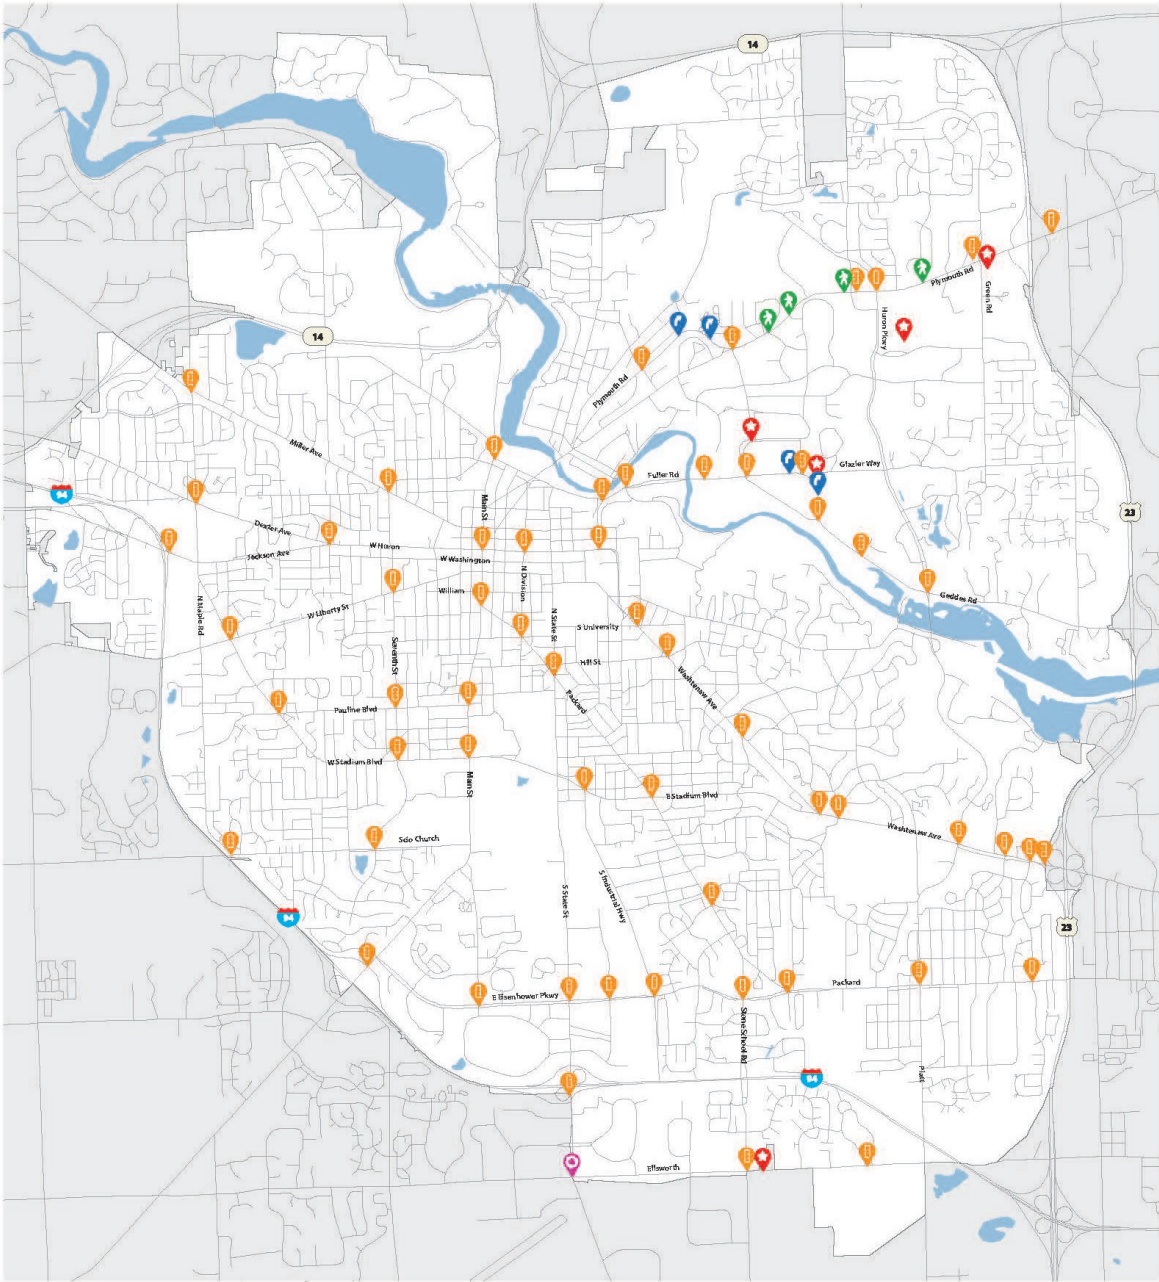 14
Plymouth Rd
Green Rd
Huron Pkwy
14
Plymouth Rd
Miller Ave
Glazier Way
Fuller Rd
94
Main St
23
Dexter Ave
W Huron
Jackson Ave
W Washington
N Division
William
Geddes Rd
N Maple Rd
W Liberty St
N State St
S University
Seventh St
Hill St
Washtenaw Ave
Packard
Pauline Blvd
W Stadium Blvd
Main St
E Stadium Blvd
Washtenaw Ave
Scio Church
S State St
S Industrial Hwy
94
23
Packard
E Eisenhower Pkwy
Stone School Rd
Platt
94
Ellsworth